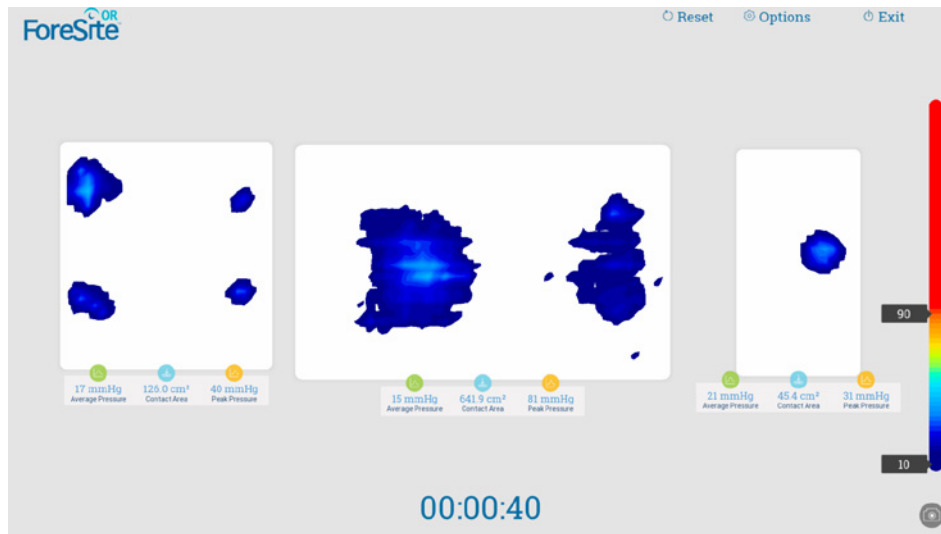 OR
ForeSite
Reset
Options
Exit
90
10
17 mmHg
Average Pressure
126.0 cm²
Contact Area
40 mmHg
Peak Pressure
15 mmHg
Average Pressure
641.9 cm²
Contact Area
81 mmHg
Peak Pressure
21 mmHg
Average Pressure
45.4 cm²
Contact Area
31 mmHg
Peak Pressure
00:00:40